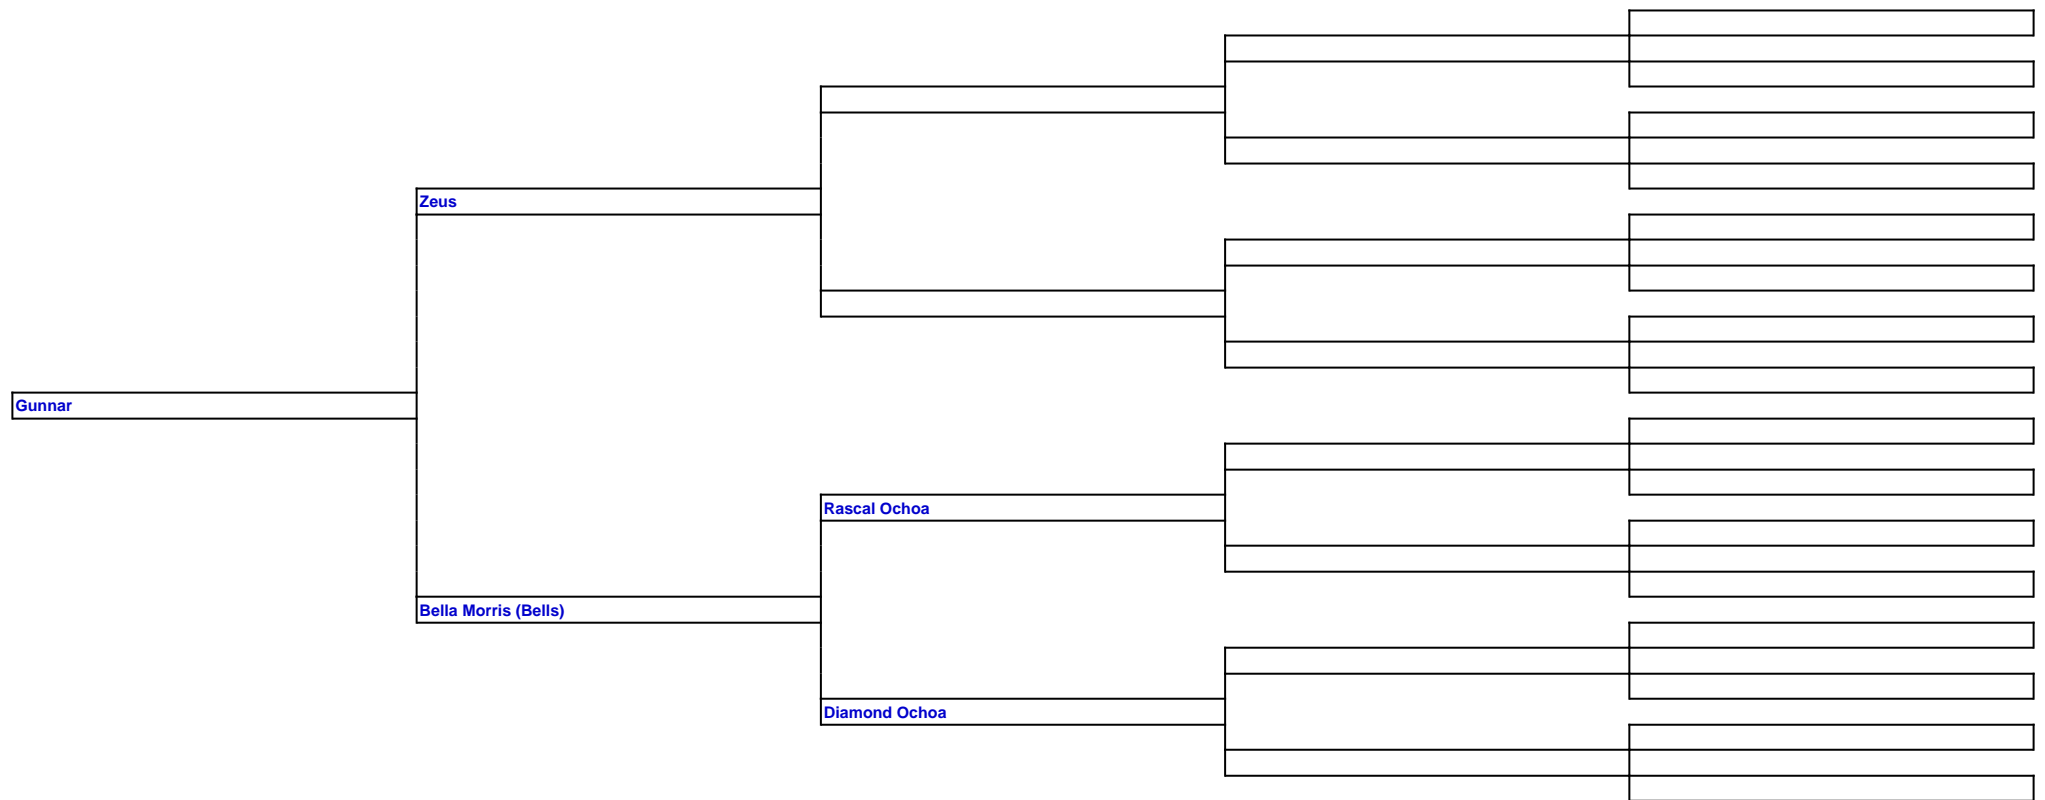 Zeus
Gunnar
Rascal Ochoa
Bella Morris (Bells)
Diamond Ochoa